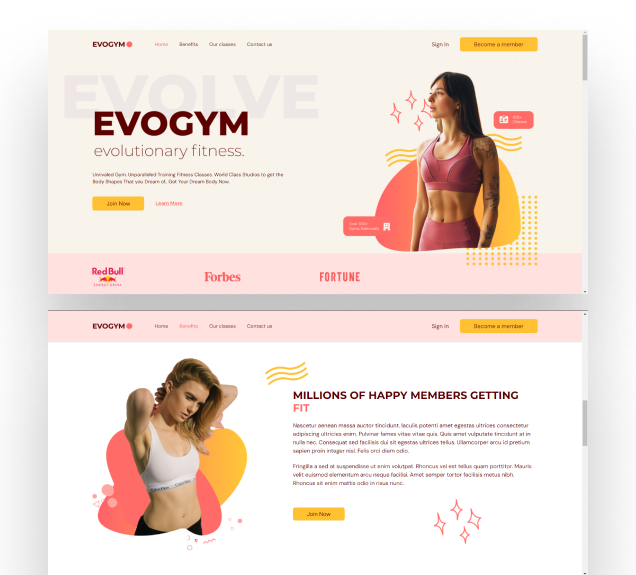 EVOGYM
Home Benefits Our classes Contact us
Sign In
Become a member
EVOLVE
EVOGYM
evolutionary fitness.
Unrivaled Gym. Unparalleled Training Fitness Classes. World Class Studios to get the
Body Shapes That you Dream of.. Get Your Dream Body Now.
Join Now
Learn More
Red Bull
ENERGY DRINK
Forbes
FORTUNE
EVOGYM
Home Benefits Our classes Contact us
Sign In
Become a member
MILLIONS OF HAPPY MEMBERS GETTING
FIT
Nascetur aenean massa auctor tincidunt. Iaculis potenti amet egestas ultrices consectetur
adipiscing ultricies enim. Pulvinar fames vitae vitae quis. Quis amet vulputate tincidunt at in
nulla nec. Consequat sed facilisis dui sit egestas ultrices tellus. Ullamcorper arcu id pretium
sapien proin integer nisl. Felis orci diam odio.
Fringilla a sed at suspendisse ut enim volutpat. Rhoncus vel est tellus quam porttitor. Mauris
velit euismod elementum arcu neque facilisi. Amet semper tortor facilisis metus nibh.
Rhoncus sit enim mattis odio in risus nunc.
Join Now